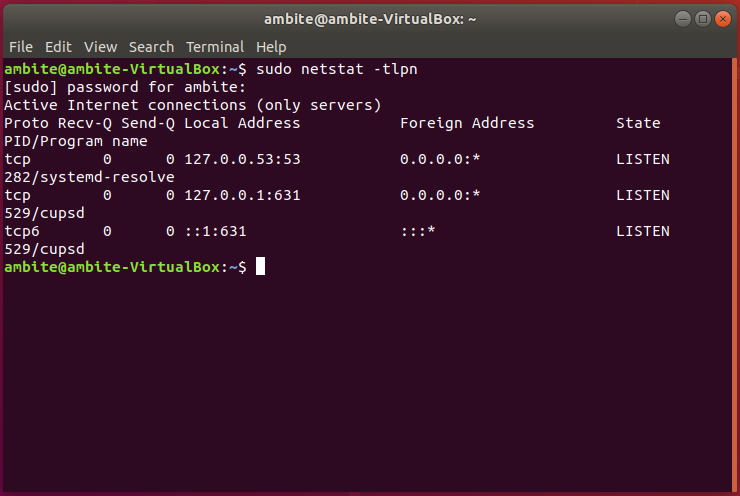 ambite@ambite-VirtualBox: ~
File Edit View Search Terminal Help
ambite@ambite-VirtualBox:~$ sudo netstat -tlpn
[sudo] password for ambite:
Active Internet connections (only servers)
Proto Recv-Q Send-Q Local Address           Foreign Address         State
PID/Program name
tcp        0      0 127.0.0.53:53           0.0.0.0:*               LISTEN
282/systemd-resolve
tcp        0      0 127.0.0.1:631           0.0.0.0:*               LISTEN
529/cupsd
tcp6       0      0 ::1:631                 :::*                    LISTEN
529/cupsd
ambite@ambite-VirtualBox:~$